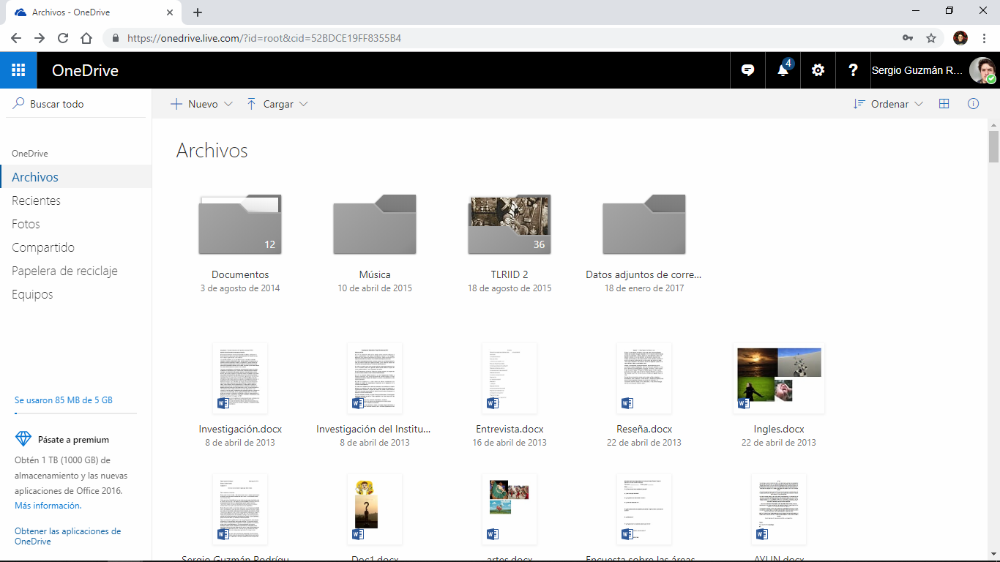 Archivos - OneDrive
https://onedrive.live.com/?id=root&cid=52BDCE19FF8355B4
OneDrive
4
?
Sergio Guzmán R...
Buscar todo
Nuevo
Cargar
Ordenar
OneDrive
Archivos
Recientes
Fotos
Compartido
Papelera de reciclaje
Equipos
Se usaron 85 MB de 5 GB
Pásate a premium
Obtén 1 TB (1000 GB) de
almacenamiento y las nuevas
aplicaciones de Office 2016.
Más información.
Obtener las aplicaciones de
OneDrive
Archivos
12
36
Documentos
Música
TLRIID 2
Datos adjuntos de corre...
3 de agosto de 2014
10 de abril de 2015
18 de agosto de 2015
18 de enero de 2017
Investigación.docx
Investigación del Institu...
Entrevista.docx
Reseña.docx
Ingles.docx
8 de abril de 2013
8 de abril de 2013
16 de abril de 2013
22 de abril de 2013
22 de abril de 2013
Sergio Guzmán Rodrígu...
Doc1.docx
artes.docx
Encuesta sobre las áreas...
AYLIN.docx